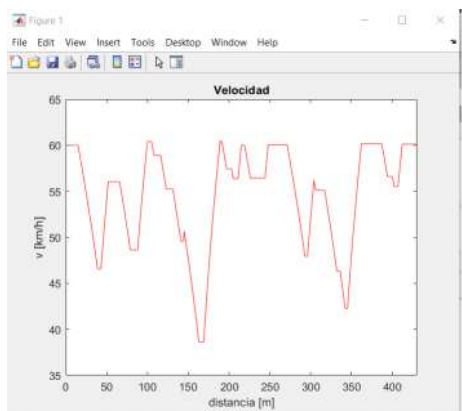 Figure 1
File Edit View Insert Tools Desktop Window Help
Velocidad
65
60
55
50
45
40
35
v [km/h]
0 50 100 150 200 250 300 350 400
distancia [m]